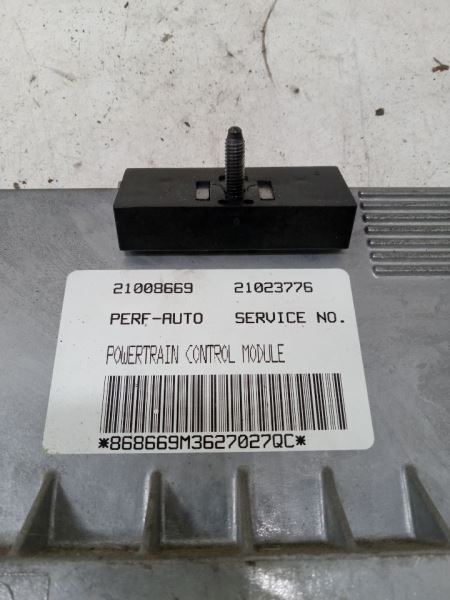 21008669 21023776
PERF-AUTO SERVICE NO.
POWERTRAIN CONTROL MODULE
*868669M3627027QC*